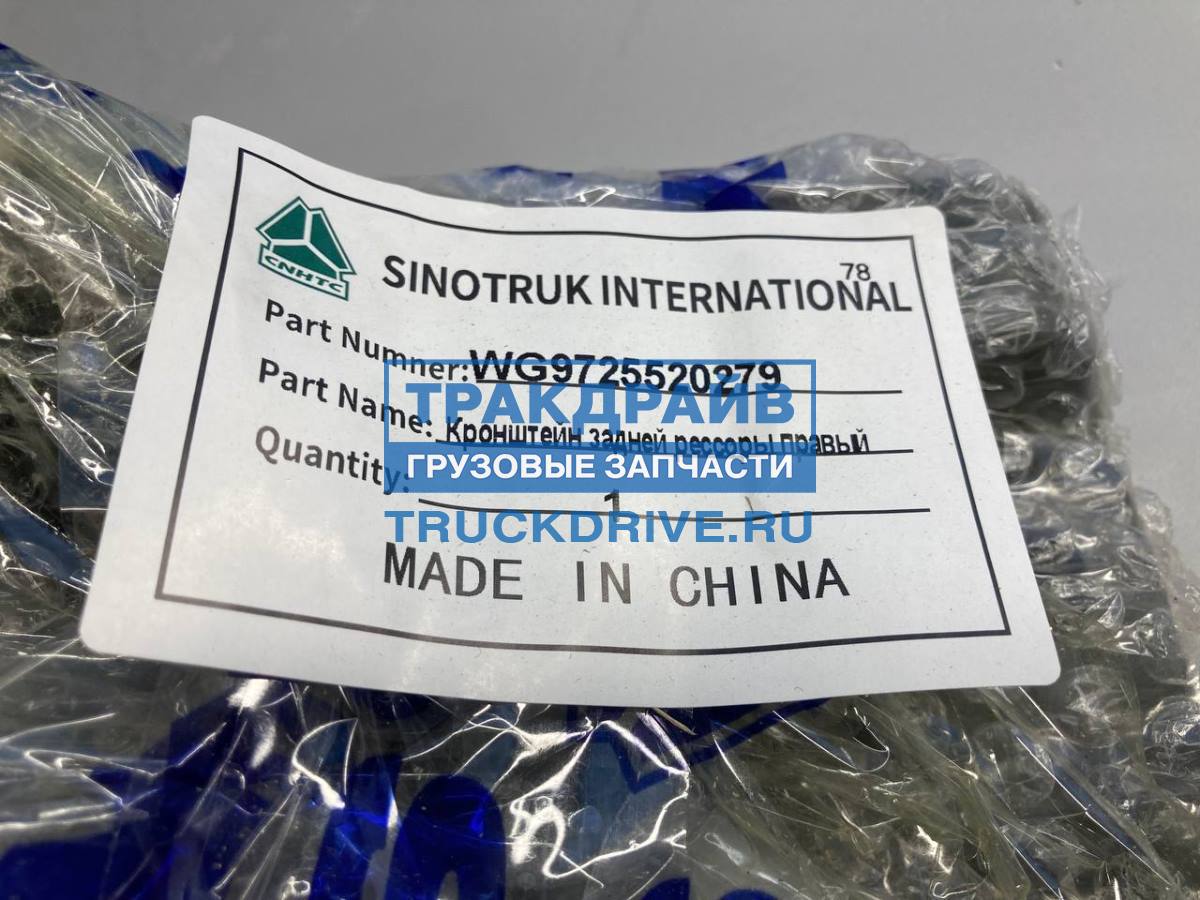 CNHTC
78
SINOTRUK INTERNATIONAL
Part Numner: WG9725520279
Part Name: Кронштейн задней рессоры правый
Quantity: 1
MADE IN CHINA
ТРАКДРАЙВ
ГРУЗОВЫЕ ЗАПЧАСТИ
TRUCKDRIVE.RU